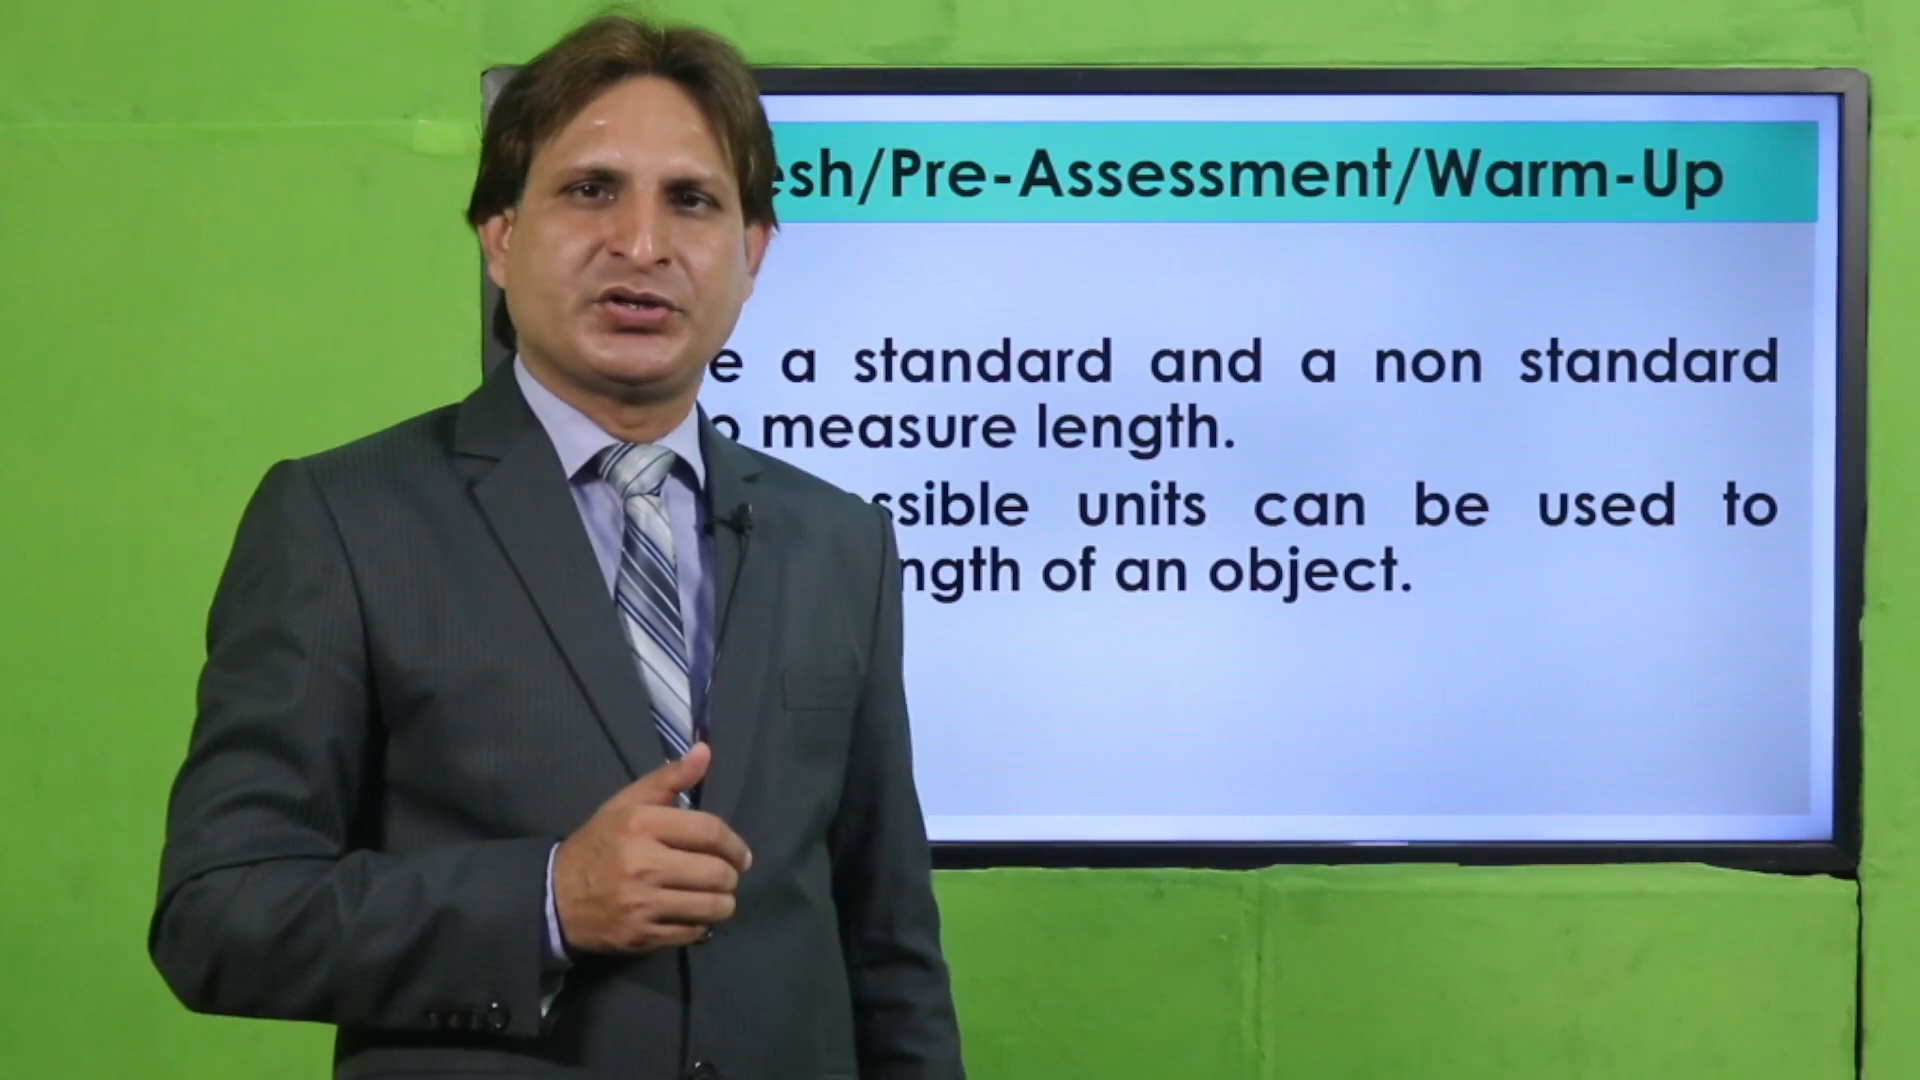 esh/Pre-Assessment/Warm-Up
e a standard and a non standard
o measure length.
ssible units can be used to
ngth of an object.